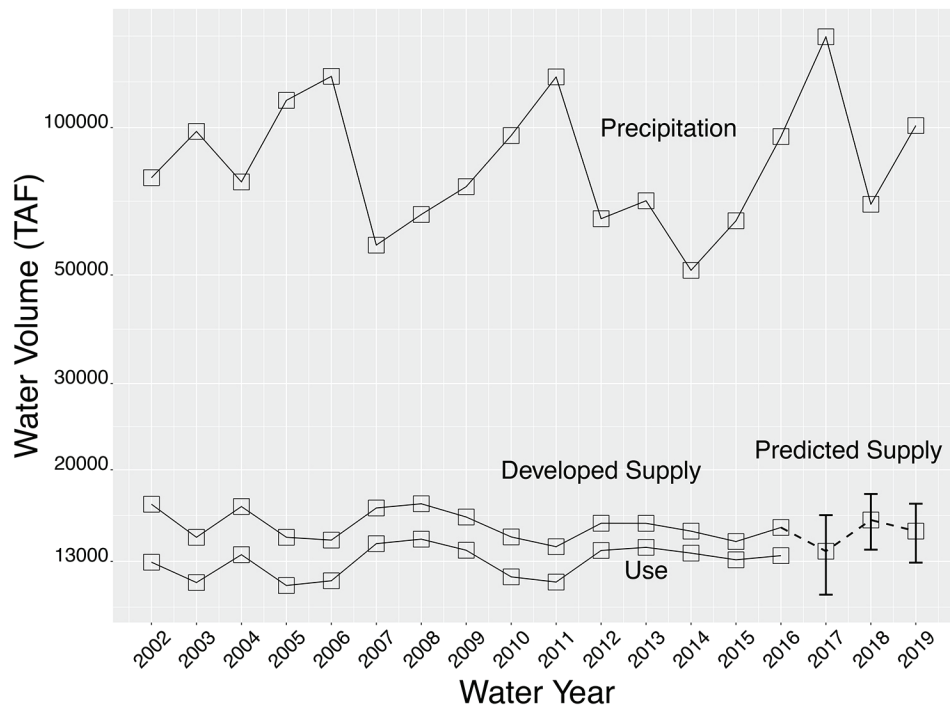 Water Volume (TAF)
100000
50000
30000
20000
13000
Precipitation
Predicted Supply
Developed Supply
Use
2002 2003 2004 2005 2006 2007 2008 2009 2010 2011 2012 2013 2014 2015 2016 2017 2018 2019
Water Year